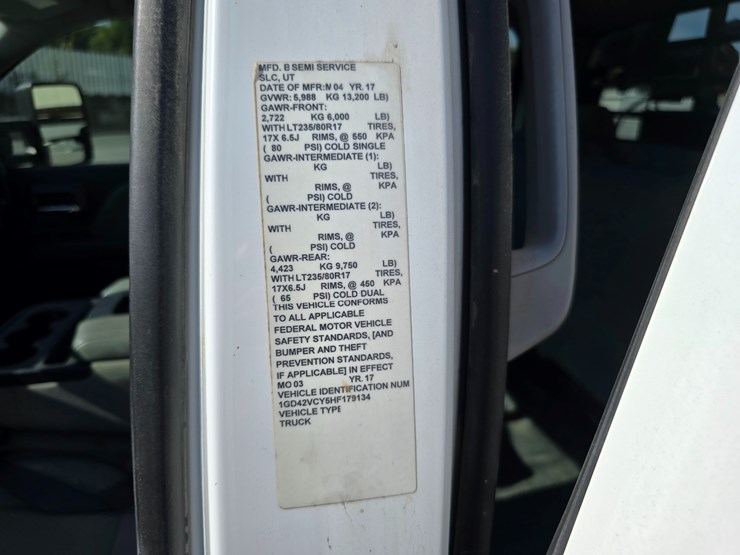 MFD. B SEMI SERVICE
SLC, UT
DATE OF MFR:M 04 YR. 17
GVWR: 5,988 KG 13,200 LB)
GAWR-FRONT:
2,722 KG 6,000 LB)
WITH LT235/80R17 TIRES,
17X 6.5J RIMS, @ 550 KPA
( 80 PSI) COLD SINGLE
GAWR-INTERMEDIATE (1):
KG LB)
WITH TIRES,
RIMS, @ KPA
( PSI) COLD
GAWR-INTERMEDIATE (2):
KG LB)
WITH TIRES,
RIMS, @ KPA
( PSI) COLD
GAWR-REAR:
4,423 KG 9,750 LB)
WITH LT235/80R17 TIRES,
17X6.5J RIMS, @ 450 KPA
( 65 PSI) COLD DUAL
THIS VEHICLE CONFORMS
TO ALL APPLICABLE
FEDERAL MOTOR VEHICLE
SAFETY STANDARDS, [AND
BUMPER AND THEFT
PREVENTION STANDARDS,
IF APPLICABLE] IN EFFECT
MO 03 YR. 17
VEHICLE IDENTIFICATION NUM
1GD42VCY5HF179134
VEHICLE TYPE
TRUCK